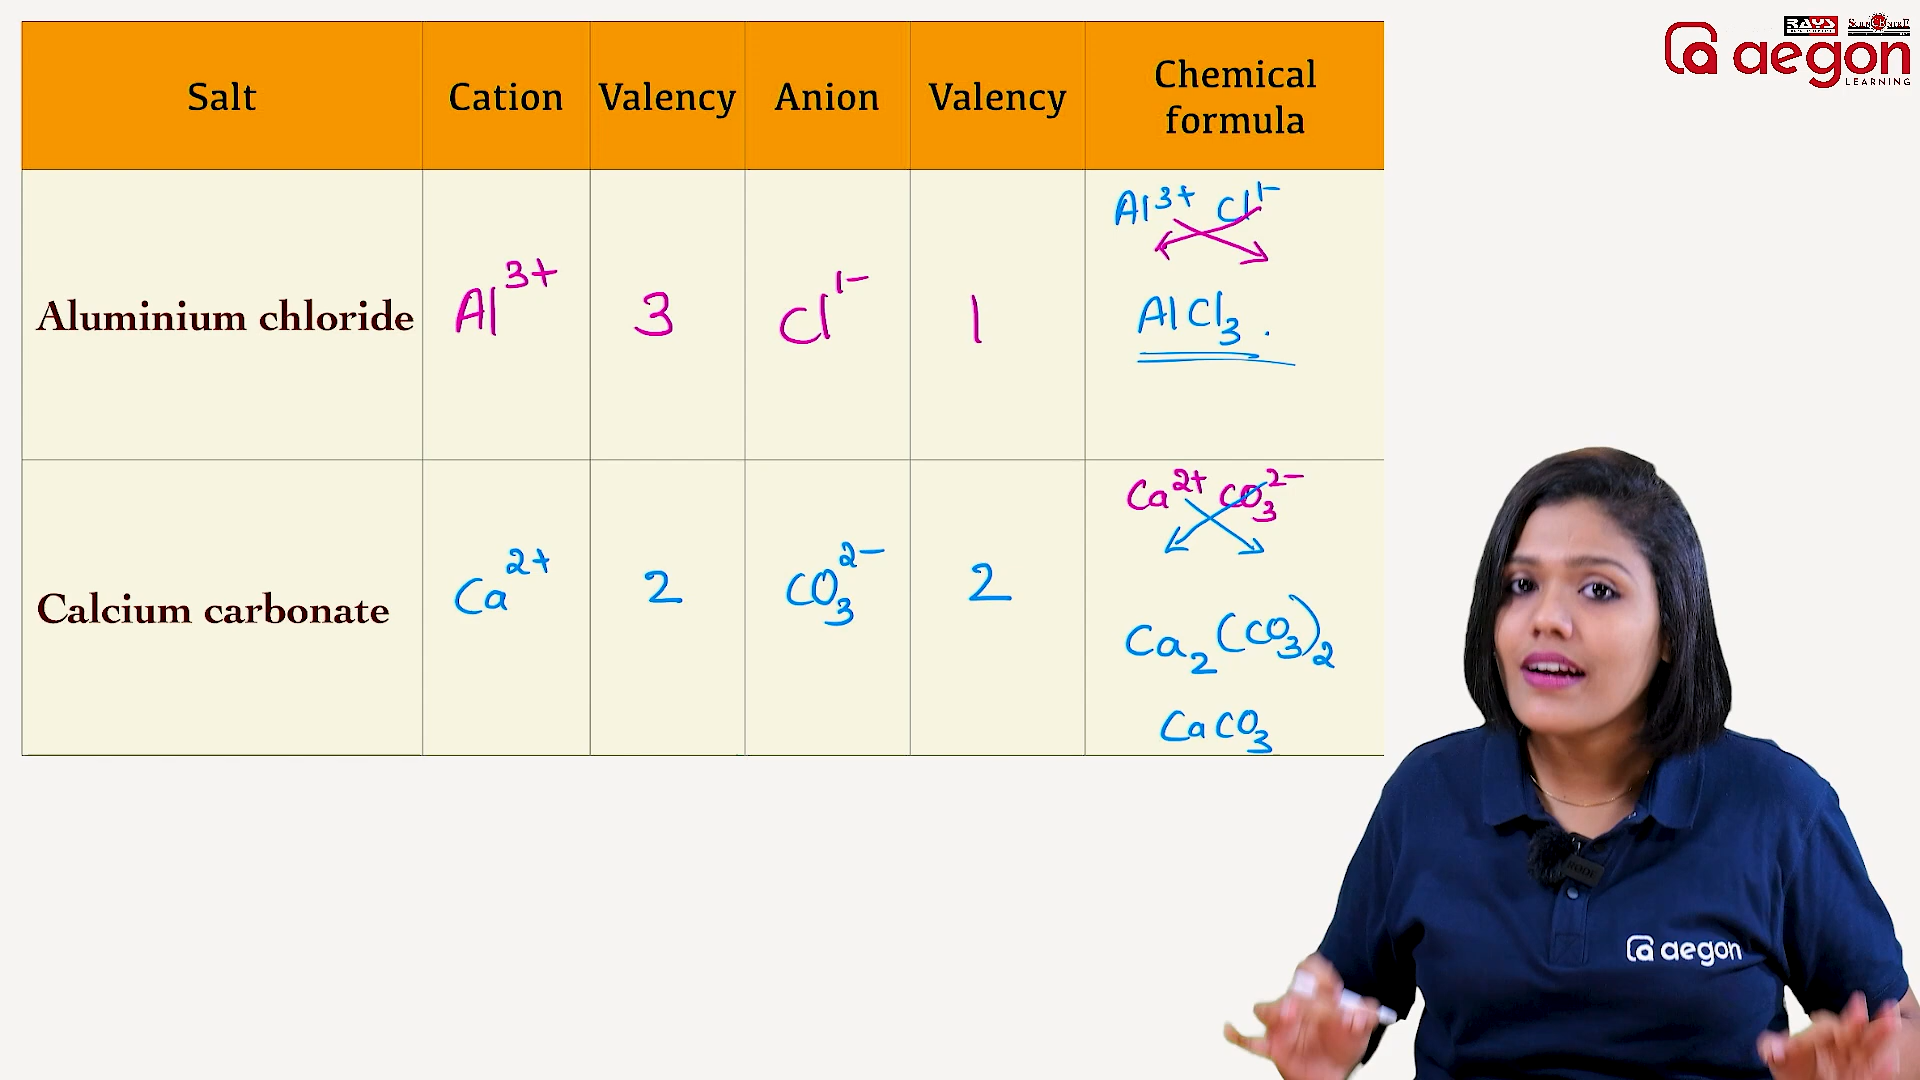 Salt
Cation
Valency
Anion
Valency
Chemical
formula
Aluminium chloride
Al³⁺
3
Cl¹⁻
1
Al³⁺ Cl¹⁻
AlCl₃.
Calcium carbonate
Ca²⁺
2
CO₃²⁻
2
Ca²⁺ CO₃²⁻
Ca₂(CO₃)₂
CaCO₃
RAYS
aegon
LEARNING
aegon